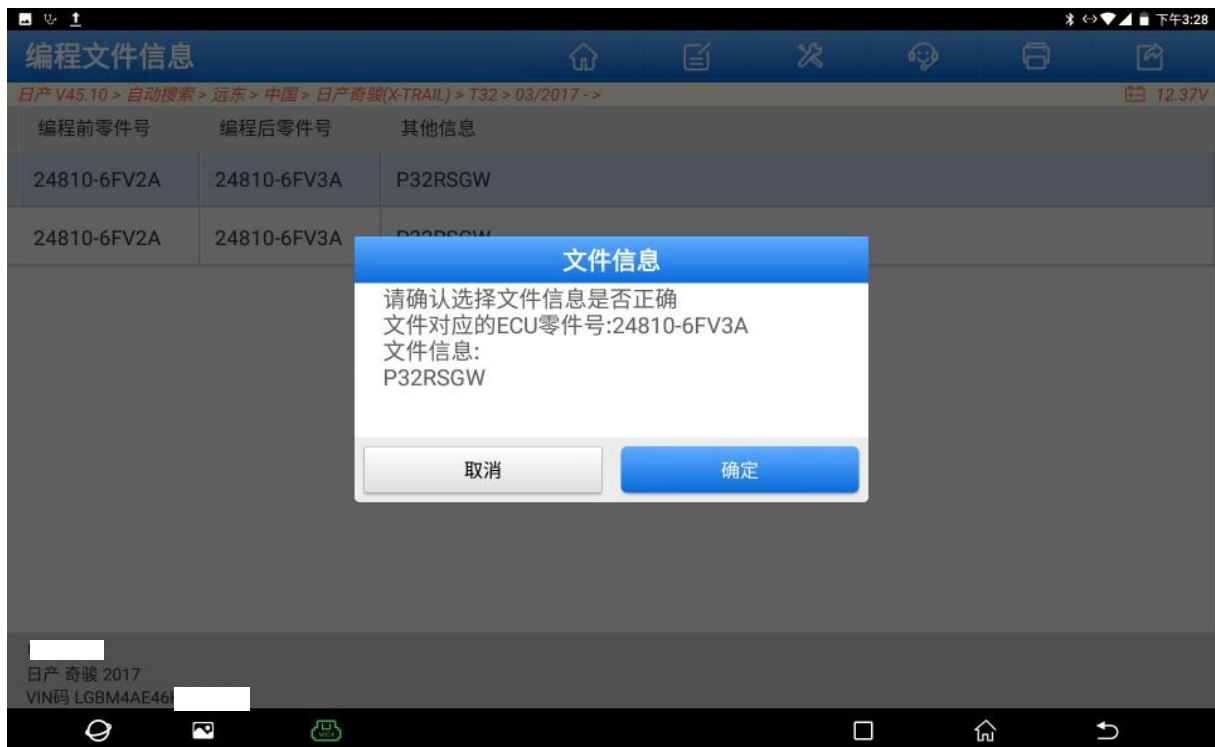 下午3:28
编程文件信息
日产 V45.10 > 自动搜索 > 远东 > 中国 > 日产奇骏(X-TRAIL) > T32 > 03/2017 - >
12.37V
编程前零件号 编程后零件号 其他信息
24810-6FV2A 24810-6FV3A P32RSGW
24810-6FV2A 24810-6FV3A P32RSGW
文件信息
请确认选择文件信息是否正确
文件对应的ECU零件号:24810-6FV3A
文件信息:
P32RSGW
取消 确定
日产 奇骏 2017
VIN码 LGBM4AE46
VCI